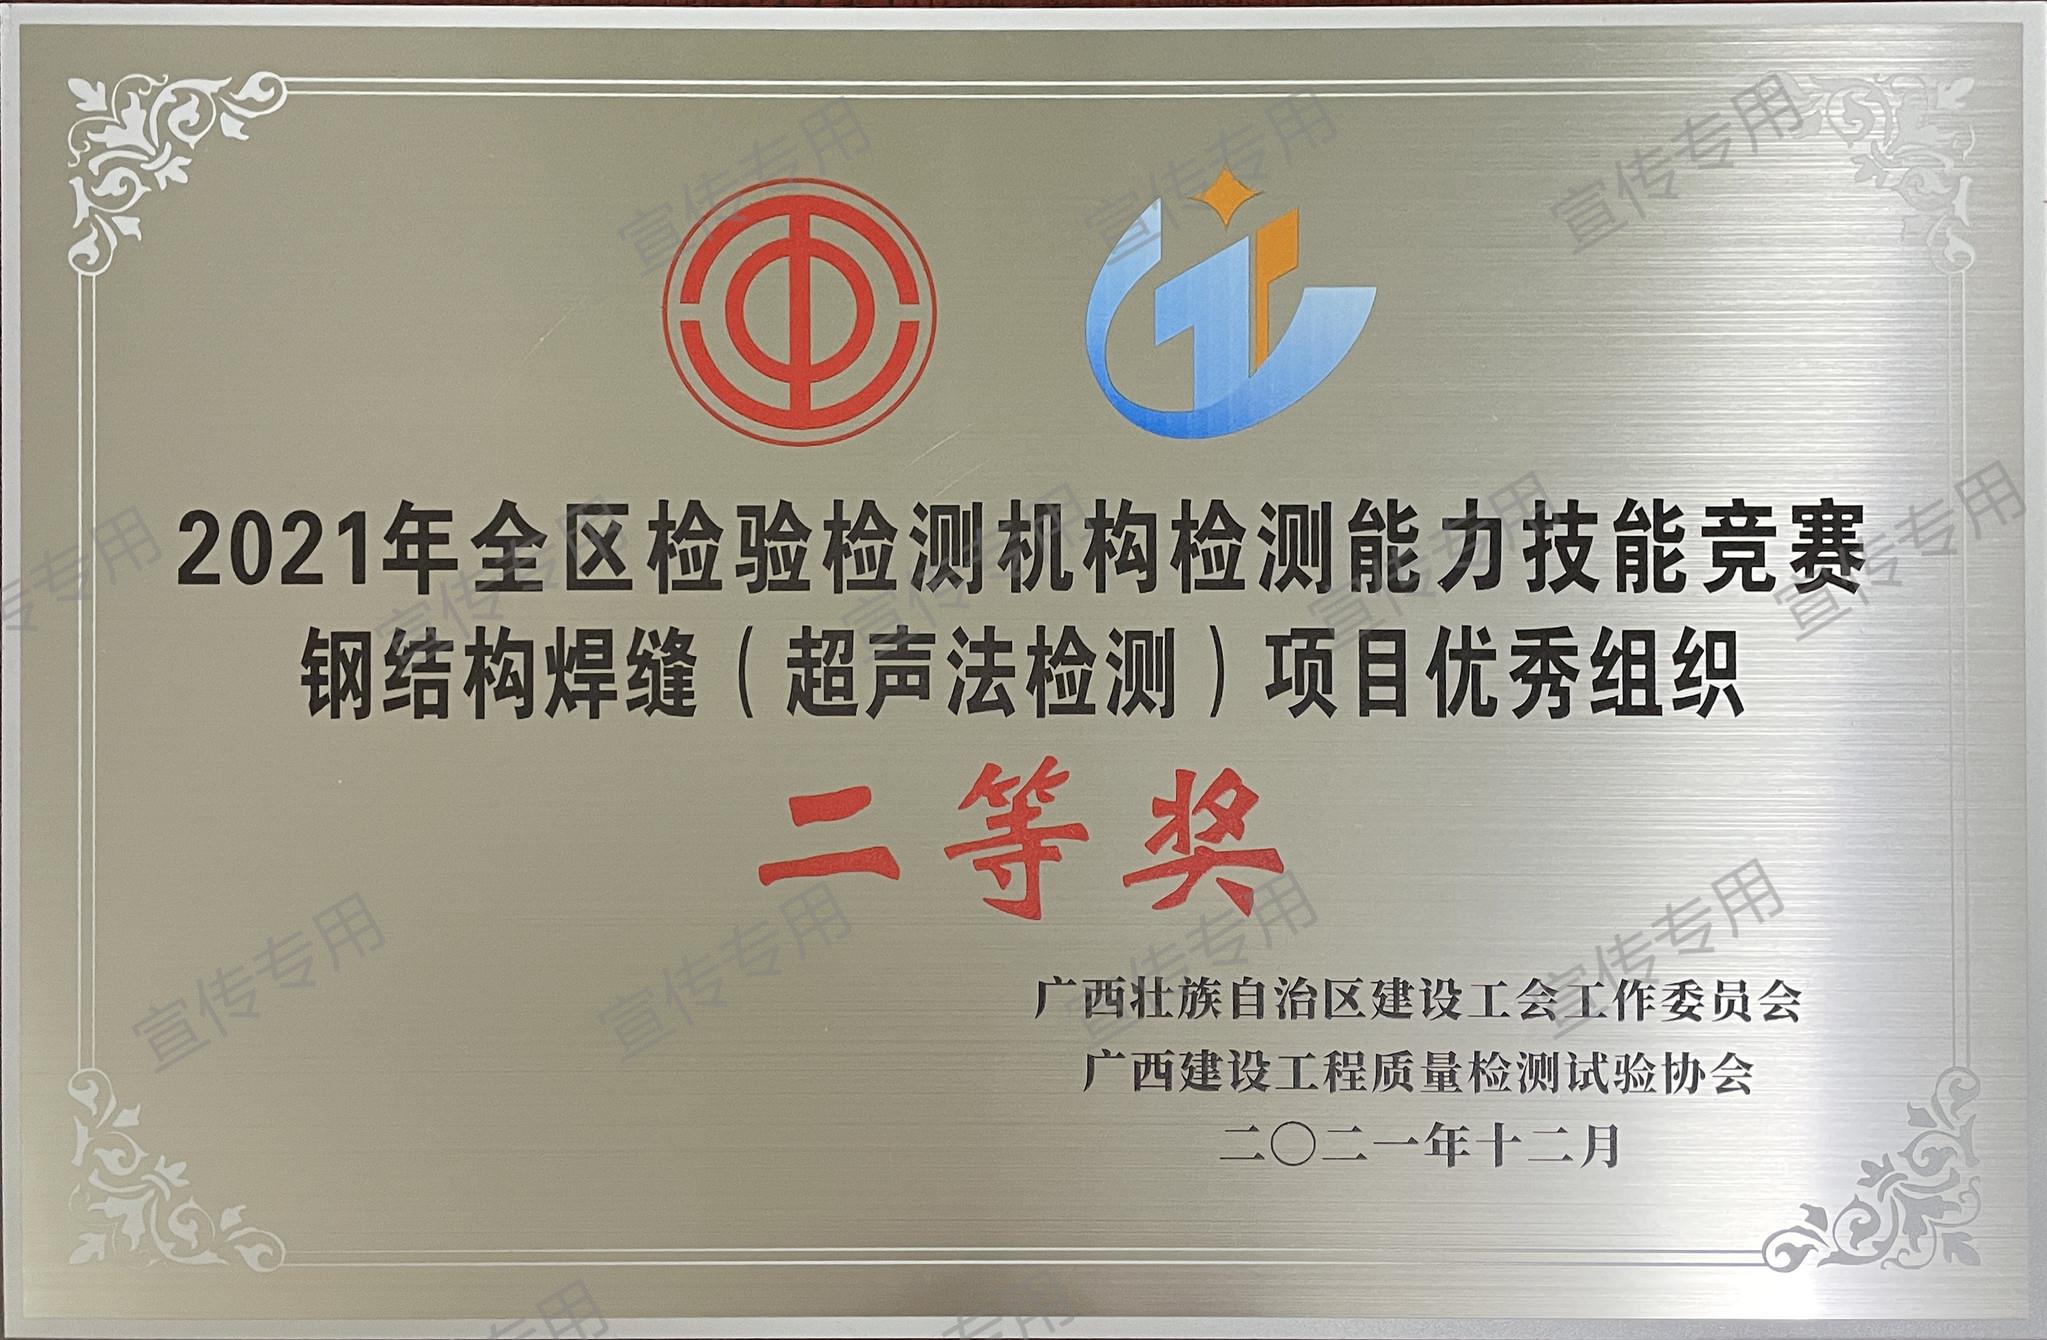 2021年全区检验检测机构检测能力技能竞赛
钢结构焊缝（超声法检测）项目优秀组织
二等奖
广西壮族自治区建设工会工作委员会
广西建设工程质量检测试验协会
二〇二一年十二月
宣传专用